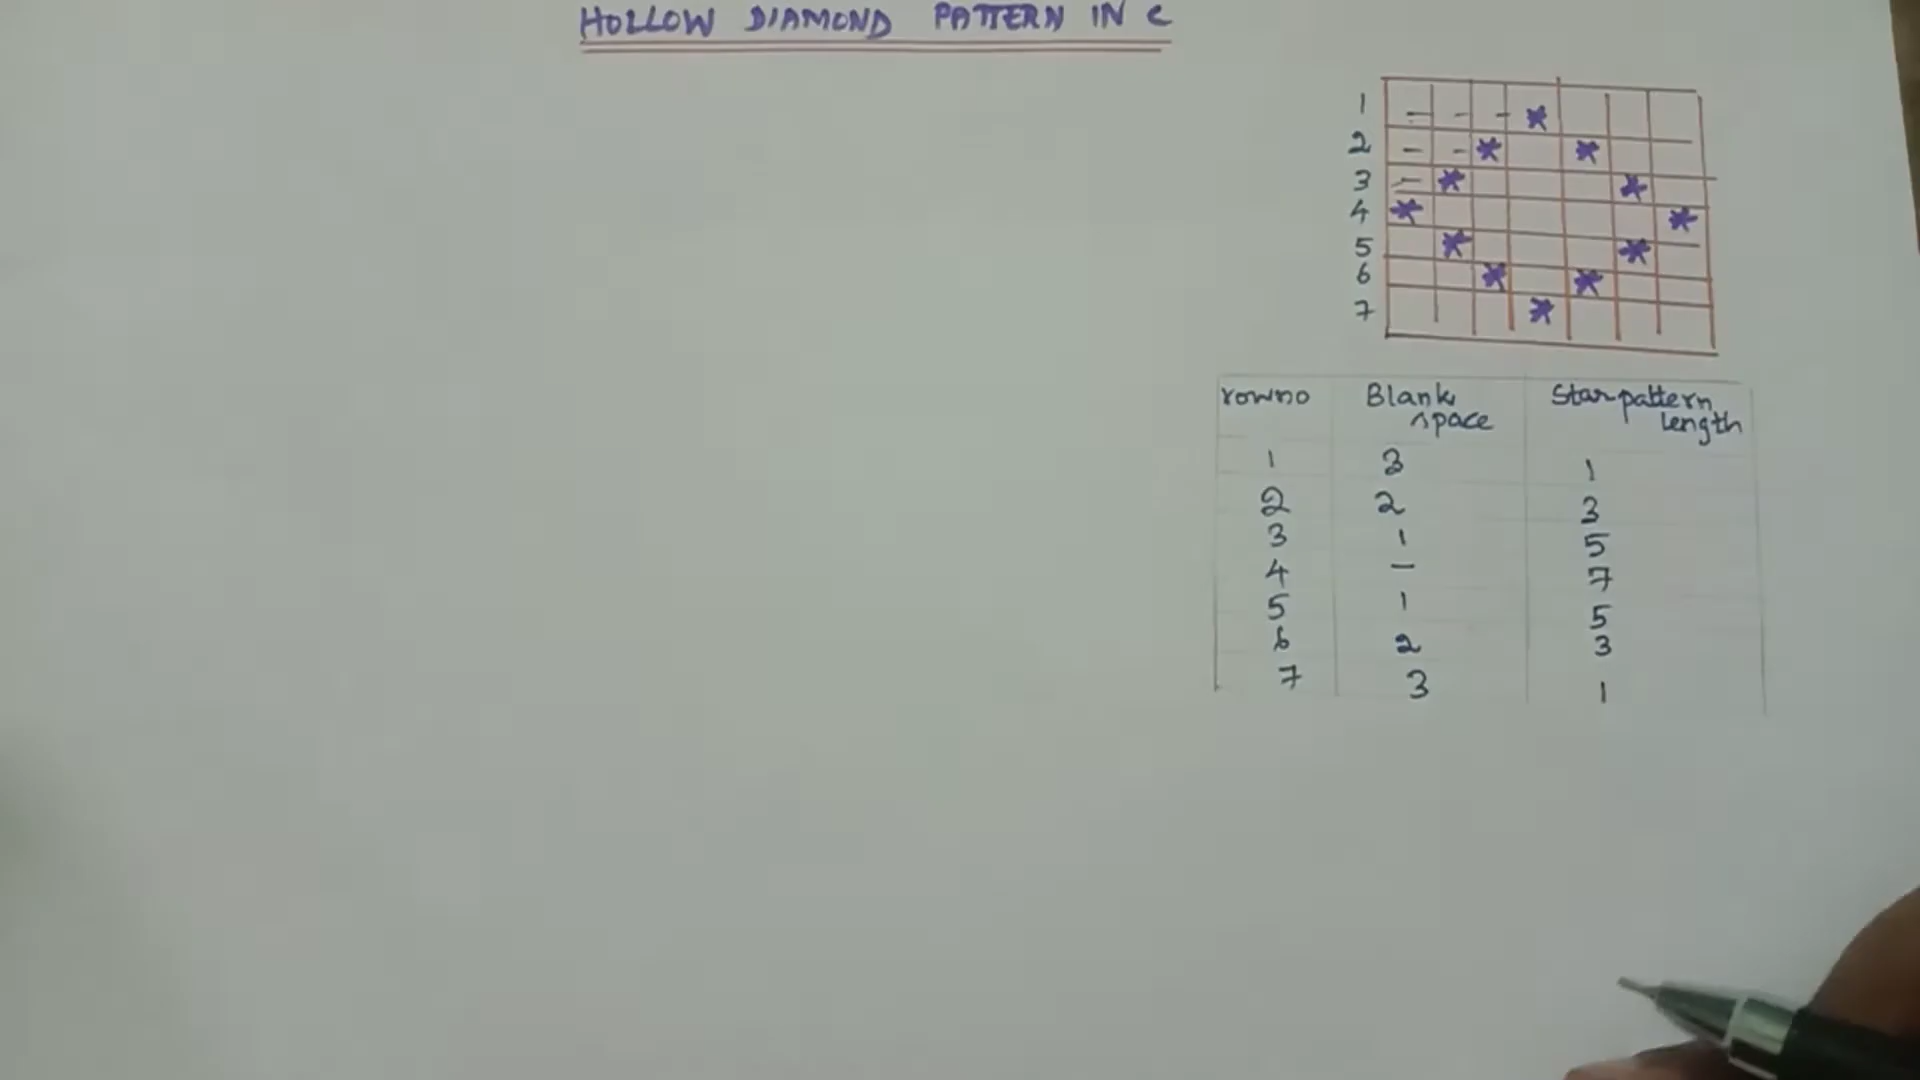 HOLLOW DIAMOND PATTERN IN C
1 - - - *
2 - - * *
3 - * *
4 * *
5 * *
6 * *
7 *
rowno Blank space Star pattern length
1 3 1
2 2 3
3 1 5
4 - 7
5 1 5
6 2 3
7 3 1